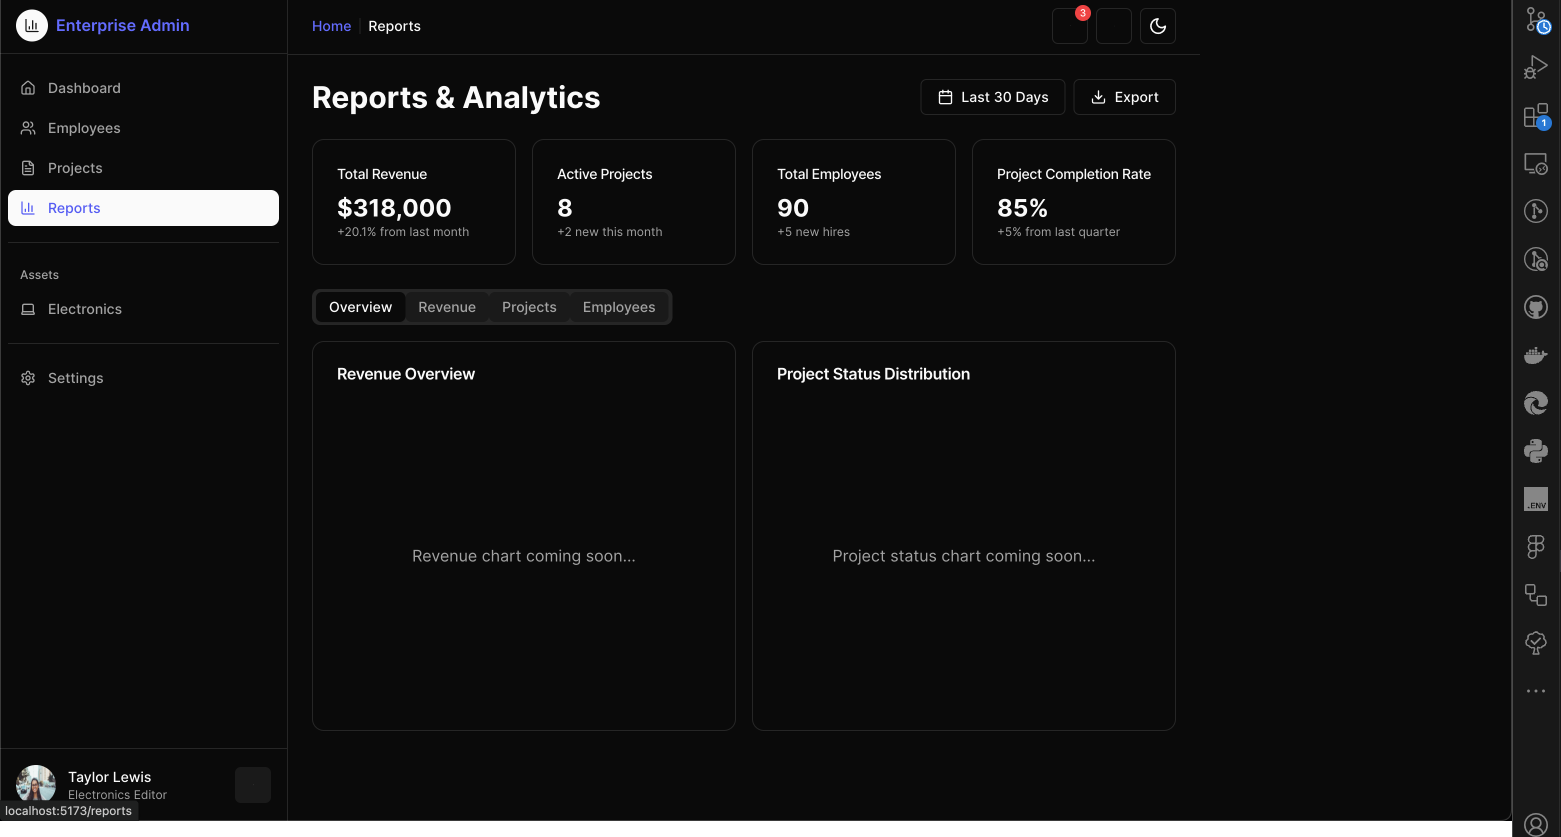 Enterprise Admin
Home Reports
3
Dashboard
Employees
Projects
Reports
Assets
Electronics
Settings
Taylor Lewis
Electronics Editor
localhost:5173/reports
Reports & Analytics
Last 30 Days
Export
Total Revenue
$318,000
+20.1% from last month
Active Projects
8
+2 new this month
Total Employees
90
+5 new hires
Project Completion Rate
85%
+5% from last quarter
Overview Revenue Projects Employees
Revenue Overview
Revenue chart coming soon...
Project Status Distribution
Project status chart coming soon...
1
.ENV